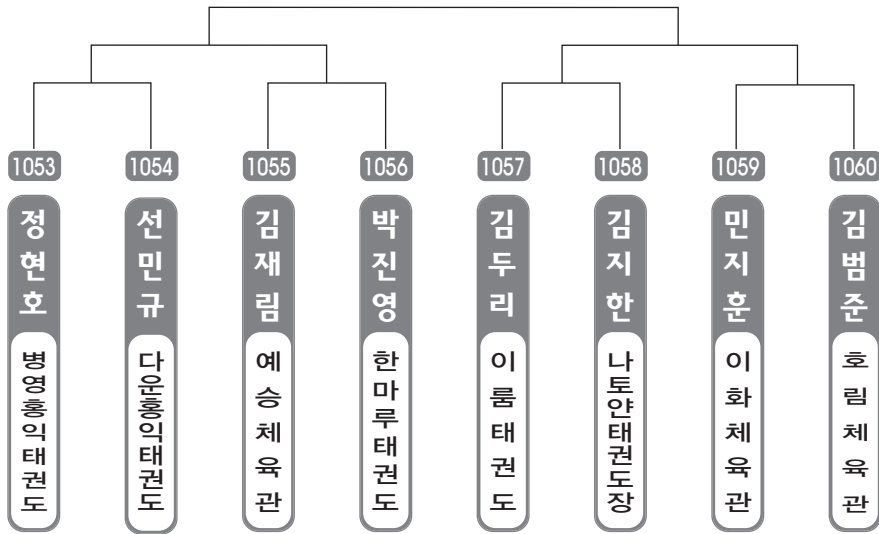 1053
1054
1055
1056
1057
1058
1059
1060
정현호
선민규
김재림
박진영
김두리
김지한
민지훈
김범준
병영홍익태권도
다운홍익태권도
예승체육관
한마루태권도
이룸태권도
나토얀태권도장
이화체육관
호림체육관